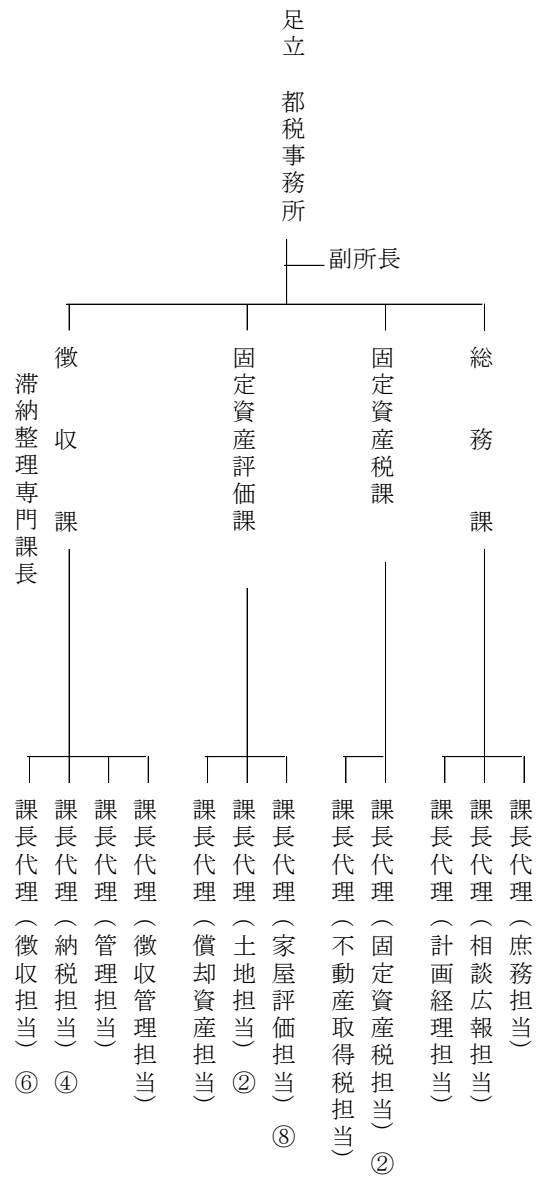 足立 都税事務所
副所長
総務課
固定資産税課
固定資産評価課
徴収課
滞納整理専門課長
課長代理(庶務担当)
課長代理(相談広報担当)
課長代理(計画経理担当)
課長代理(固定資産税担当)②
課長代理(不動産取得税担当)
課長代理(家屋評価担当)⑧
課長代理(土地担当)②
課長代理(償却資産担当)
課長代理(徴収管理担当)
課長代理(管理担当)
課長代理(納税担当)④
課長代理(徴収担当)⑥